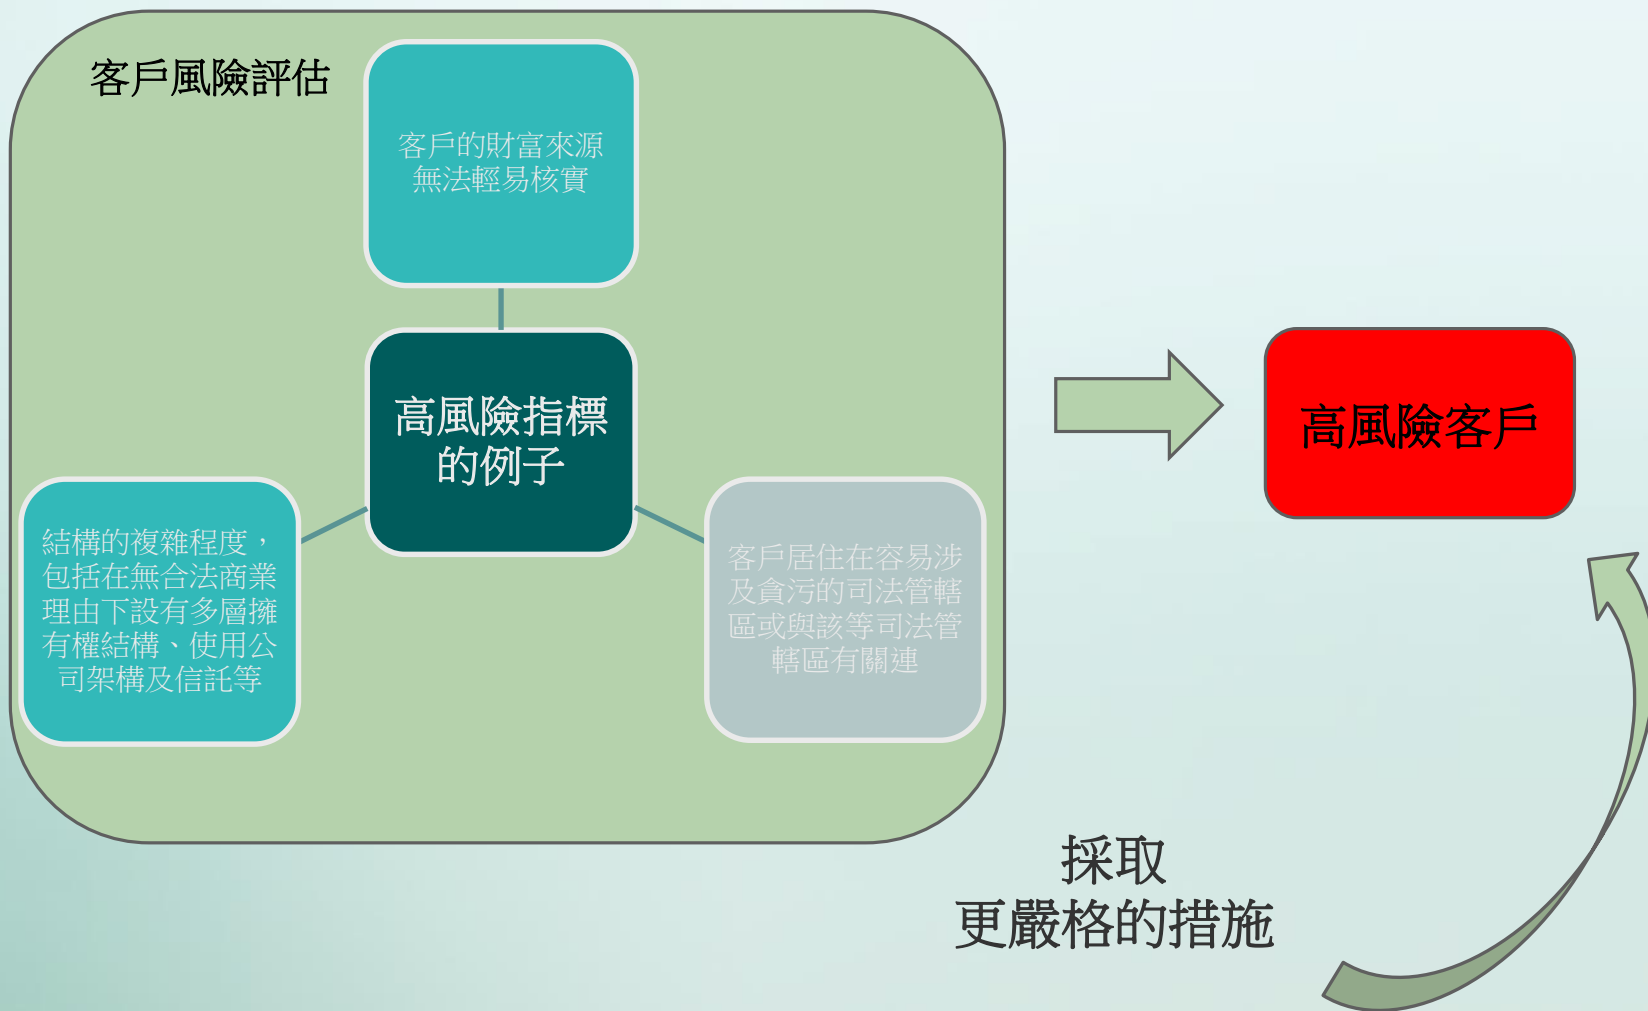 客戶風險評估
客戶的財富來源
無法輕易核實
高風險指標
的例子
結構的複雜程度，
包括在無合法商業
理由下設有多層擁
有權結構、使用公
司架構及信託等
客戶居住在容易涉
及貪污的司法管轄
區或與該等司法管
轄區有關連
高風險客戶
採取
更嚴格的措施